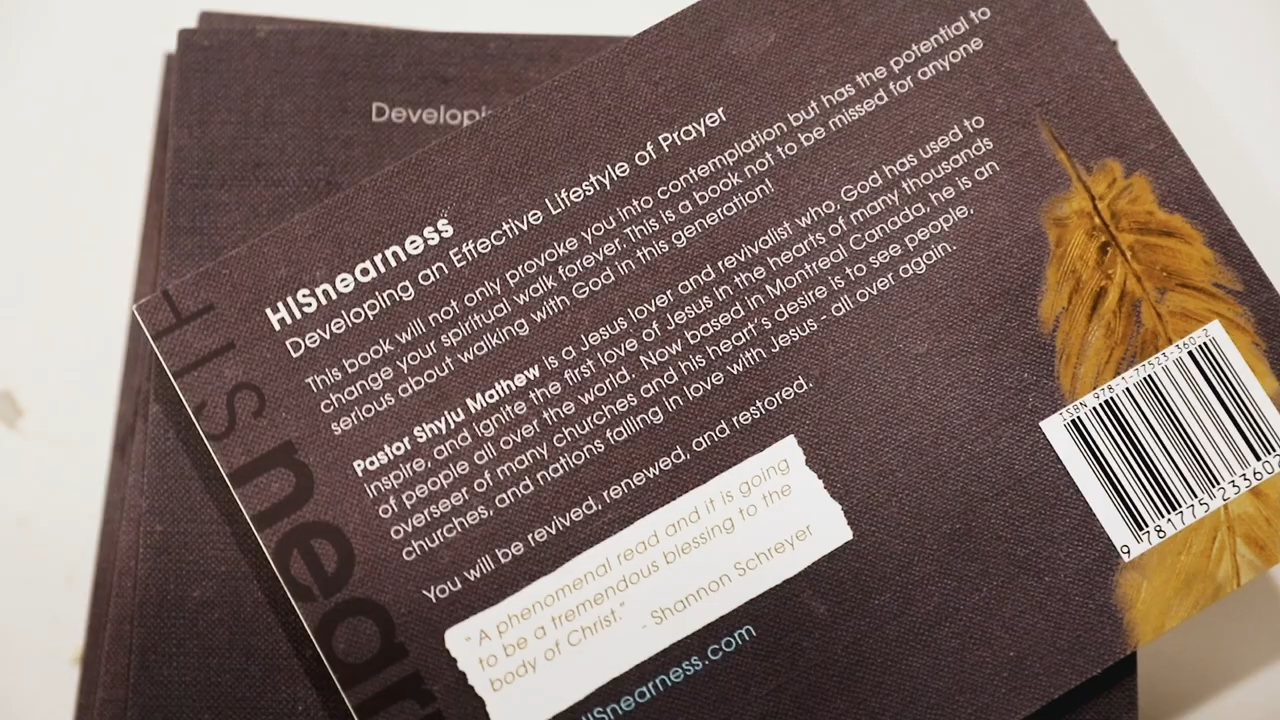 Developi
HISnearness
Developing an Effective Lifestyle of Prayer
This book will not only provoke you into contemplation but has the potential to
change your spiritual walk forever. This is a book not to be missed for anyone
serious about walking with God in this generation!
Pastor Shyju Mathew is a Jesus lover and revivalist who, God has used to
inspire, and ignite the first love of Jesus in the hearts of many thousands
of people all over the world. Now based in Montreal Canada, he is an
overseer of many churches and his heart's desire is to see people,
churches, and nations falling in love with Jesus - all over again.
You will be revived, renewed, and restored.
"A phenomenal read and it is going
to be a tremendous blessing to the
body of Christ."
- Shannon Schreyer
HISnearness.com
HISnear
ISBN 978-1-77523-360-2
9 781775 233602